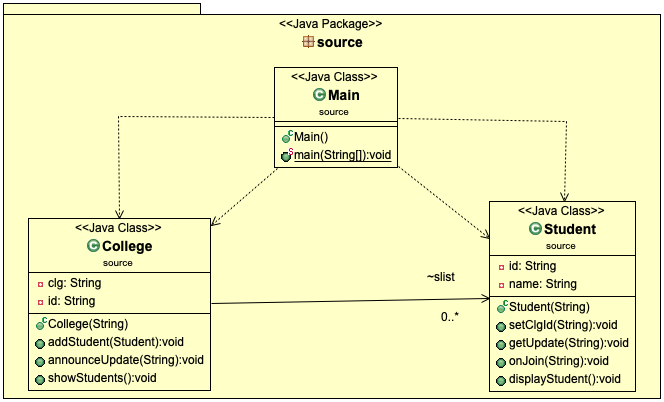 <<Java Package>>
source
<<Java Class>>
Main
source
Main()
main(String[]):void
<<Java Class>>
College
source
clg: String
id: String
College(String)
addStudent(Student):void
announceUpdate(String):void
showStudents():void
~slist
0..*
<<Java Class>>
Student
source
id: String
name: String
Student(String)
setClgId(String):void
getUpdate(String):void
onJoin(String):void
displayStudent():void